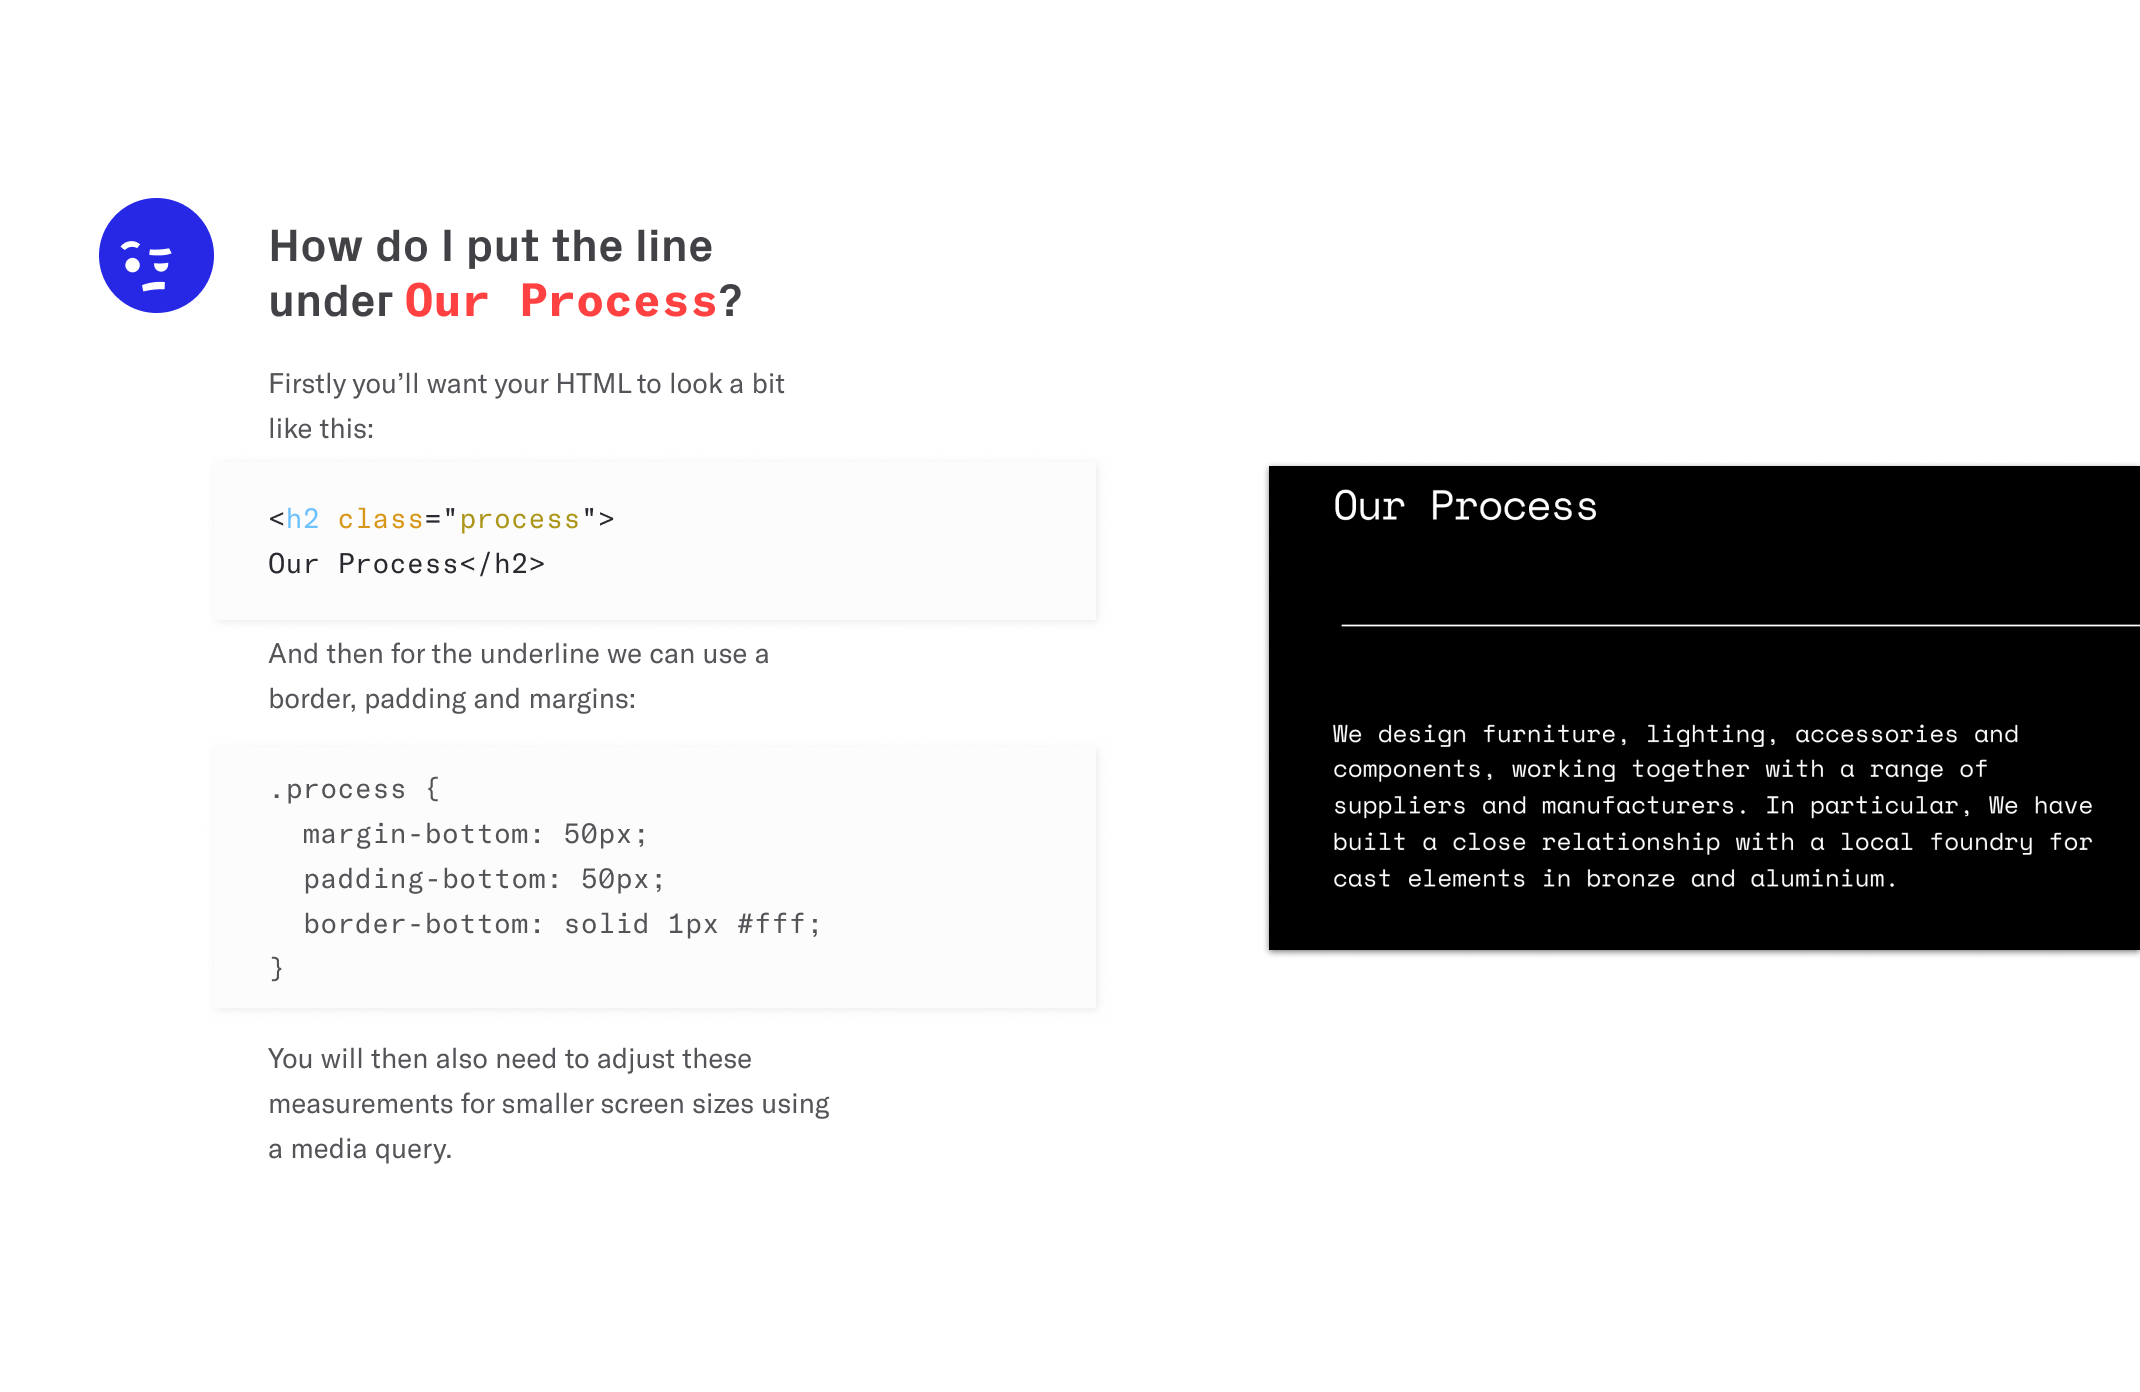 How do I put the line
under Our Process?
Firstly you’ll want your HTML to look a bit
like this:
<h2 class="process">
Our Process</h2>
And then for the underline we can use a
border, padding and margins:
.process {
  margin-bottom: 50px;
  padding-bottom: 50px;
  border-bottom: solid 1px #fff;
}
You will then also need to adjust these
measurements for smaller screen sizes using
a media query.
Our Process
We design furniture, lighting, accessories and
components, working together with a range of
suppliers and manufacturers. In particular, We have
built a close relationship with a local foundry for
cast elements in bronze and aluminium.